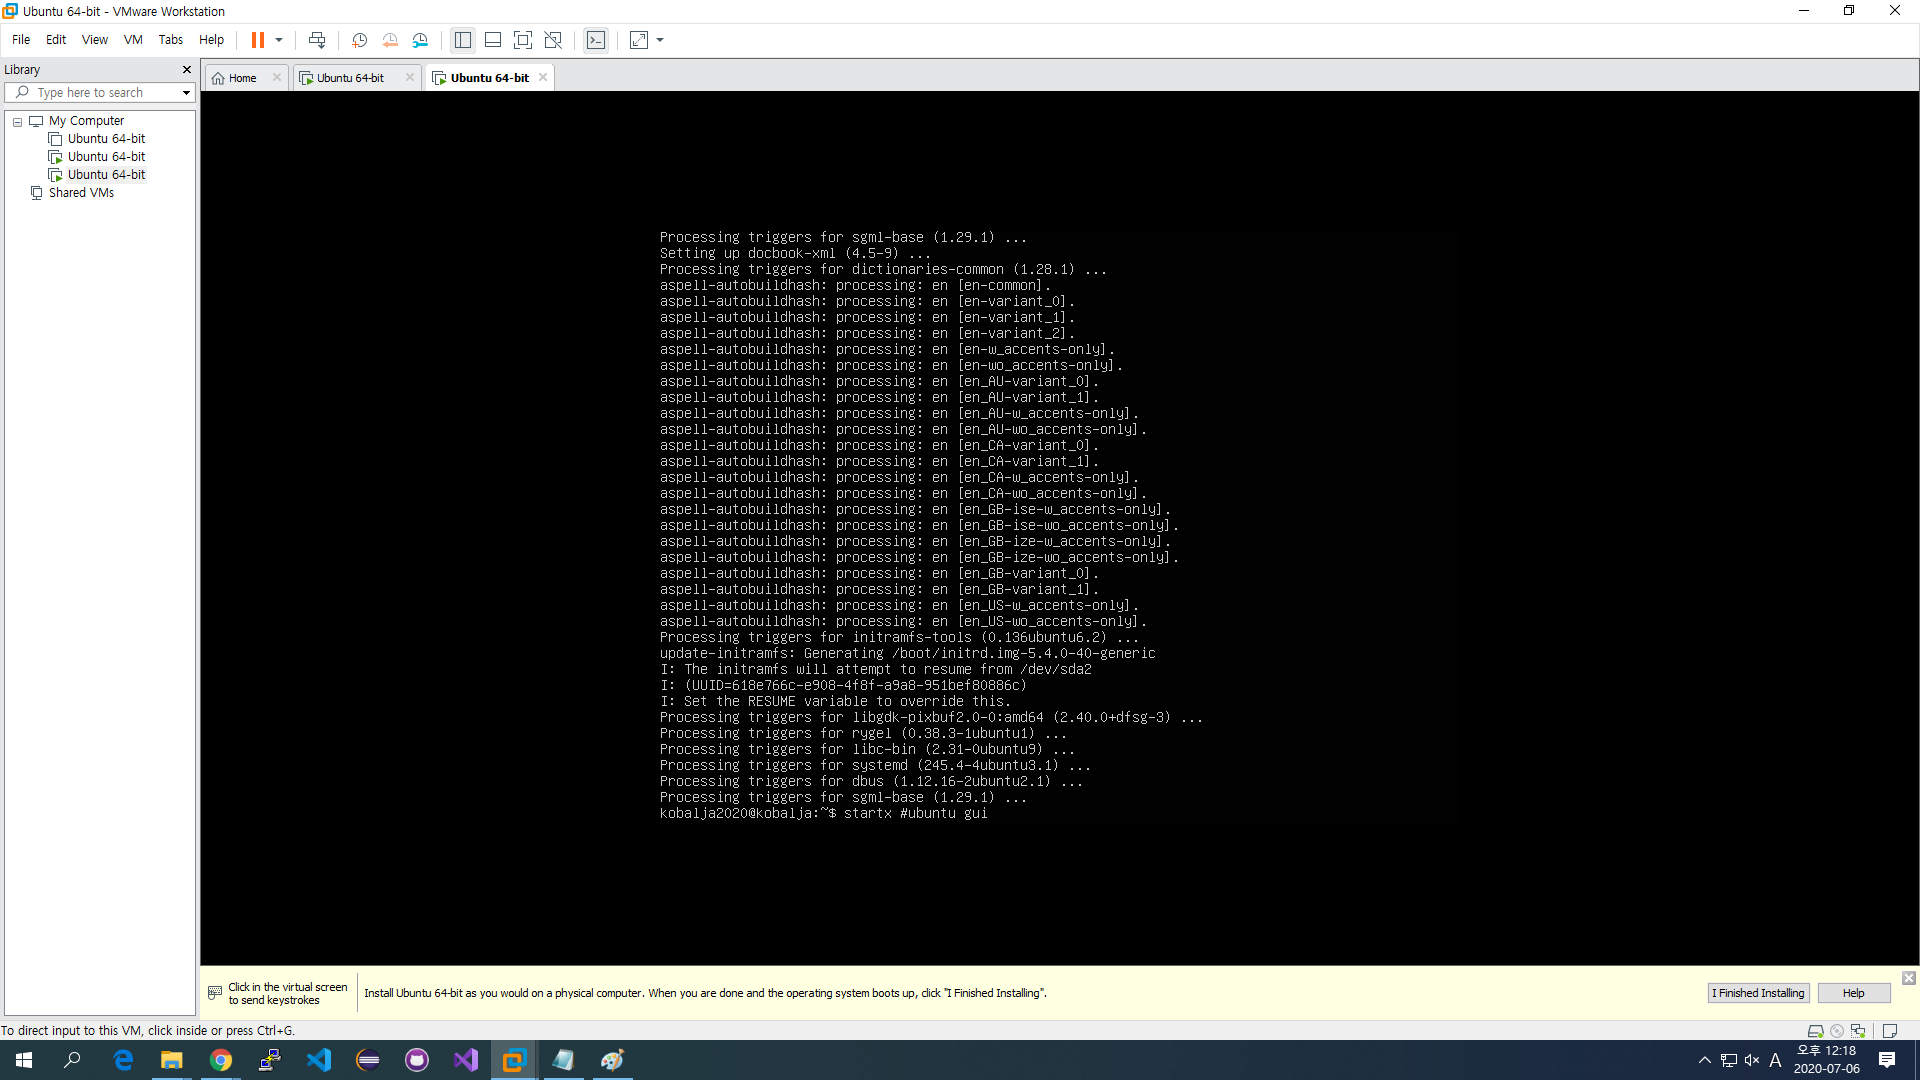 Ubuntu 64-bit - VMware Workstation
File Edit View VM Tabs Help
Library
Type here to search
My Computer
Ubuntu 64-bit
Ubuntu 64-bit
Ubuntu 64-bit
Shared VMs
Home Ubuntu 64-bit Ubuntu 64-bit
Processing triggers for sgml-base (1.29.1) ...
Setting up docbook-xml (4.5-9) ...
Processing triggers for dictionaries-common (1.28.1) ...
aspell-autobuildhash: processing: en [en-common].
aspell-autobuildhash: processing: en [en-variant_0].
aspell-autobuildhash: processing: en [en-variant_1].
aspell-autobuildhash: processing: en [en-variant_2].
aspell-autobuildhash: processing: en [en-w_accents-only].
aspell-autobuildhash: processing: en [en-wo_accents-only].
aspell-autobuildhash: processing: en [en_AU-variant_0].
aspell-autobuildhash: processing: en [en_AU-variant_1].
aspell-autobuildhash: processing: en [en_AU-w_accents-only].
aspell-autobuildhash: processing: en [en_AU-wo_accents-only].
aspell-autobuildhash: processing: en [en_CA-variant_0].
aspell-autobuildhash: processing: en [en_CA-variant_1].
aspell-autobuildhash: processing: en [en_CA-w_accents-only].
aspell-autobuildhash: processing: en [en_CA-wo_accents-only].
aspell-autobuildhash: processing: en [en_GB-ise-w_accents-only].
aspell-autobuildhash: processing: en [en_GB-ise-wo_accents-only].
aspell-autobuildhash: processing: en [en_GB-ize-w_accents-only].
aspell-autobuildhash: processing: en [en_GB-ize-wo_accents-only].
aspell-autobuildhash: processing: en [en_GB-variant_0].
aspell-autobuildhash: processing: en [en_GB-variant_1].
aspell-autobuildhash: processing: en [en_US-w_accents-only].
aspell-autobuildhash: processing: en [en_US-wo_accents-only].
Processing triggers for initramfs-tools (0.136ubuntu6.2) ...
update-initramfs: Generating /boot/initrd.img-5.4.0-40-generic
I: The initramfs will attempt to resume from /dev/sda2
I: (UUID=618e766c-e908-4f8f-a9a8-951bef80886c)
I: Set the RESUME variable to override this.
Processing triggers for libgdk-pixbuf2.0-0:amd64 (2.40.0+dfsg-3) ...
Processing triggers for rygel (0.38.3-1ubuntu1) ...
Processing triggers for libc-bin (2.31-0ubuntu9) ...
Processing triggers for systemd (245.4-4ubuntu3.1) ...
Processing triggers for dbus (1.12.16-2ubuntu2.1) ...
Processing triggers for sgml-base (1.29.1) ...
kobalja2020@kobalja:~$ startx #ubuntu gui
Click in the virtual screen
to send keystrokes
Install Ubuntu 64-bit as you would on a physical computer. When you are done and the operating system boots up, click "I Finished Installing".
I Finished Installing Help
To direct input to this VM, click inside or press Ctrl+G.
A 오후 12:18
2020-07-06